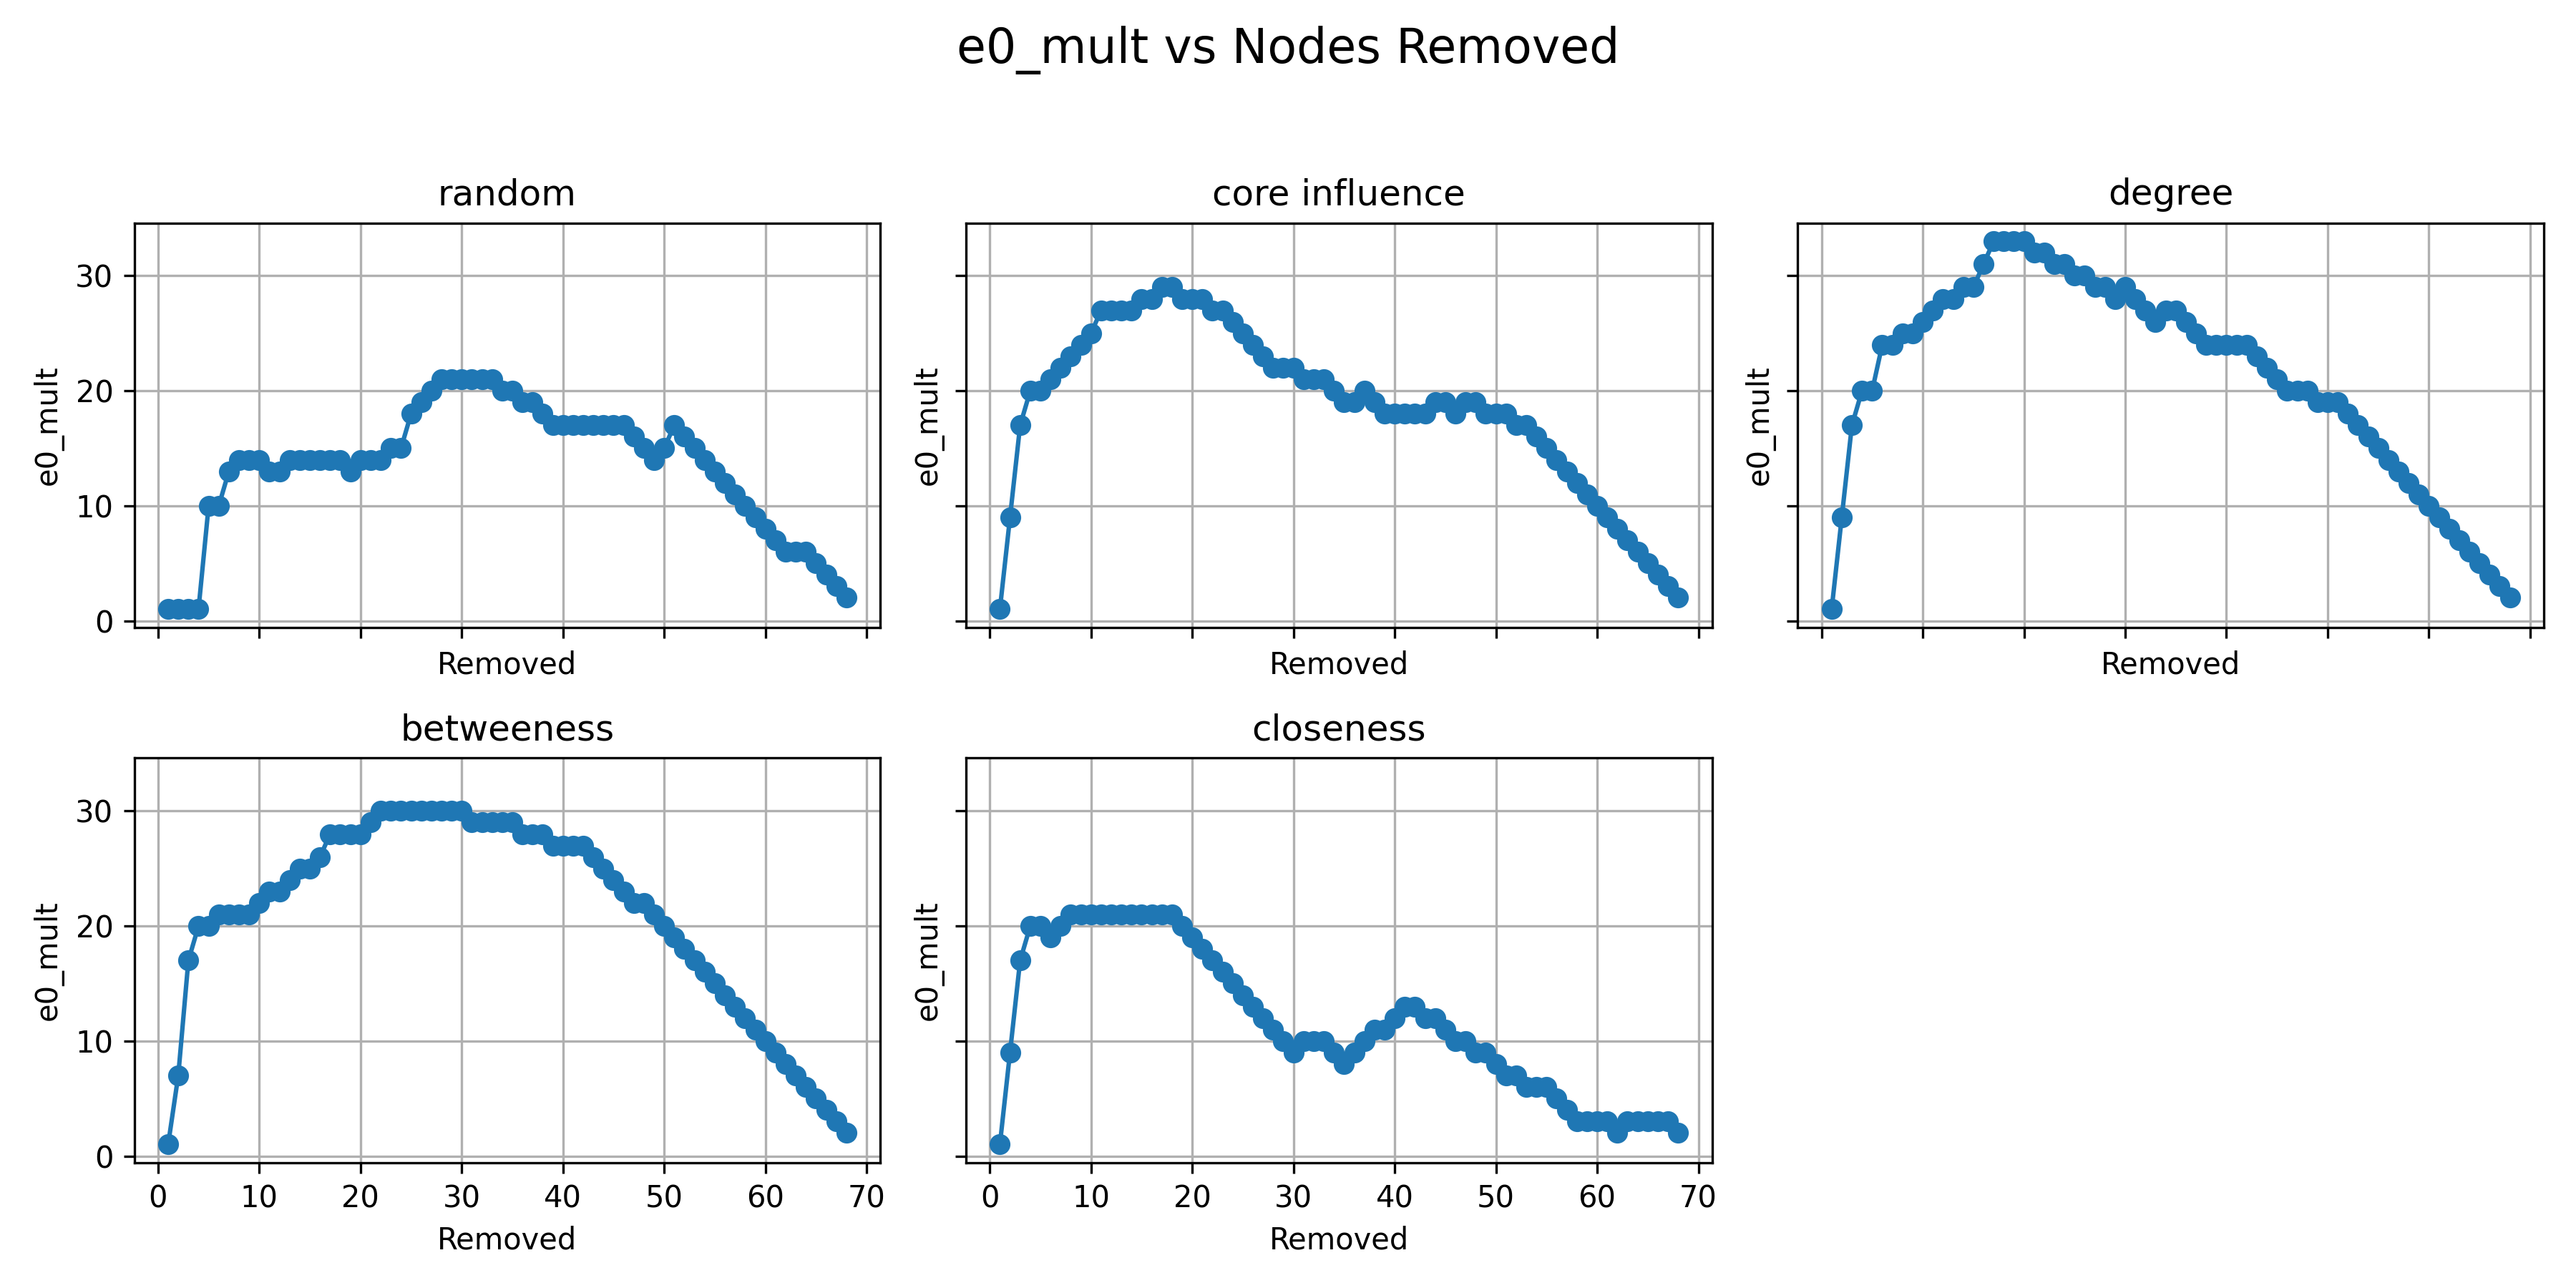 e0_mult vs Nodes Removed
random
core influence
degree
30
20
10
0
e0_mult
e0_mult
e0_mult
Removed
Removed
Removed
betweeness
closeness
30
20
10
0
e0_mult
e0_mult
0 10 20 30 40 50 60 70
0 10 20 30 40 50 60 70
Removed
Removed